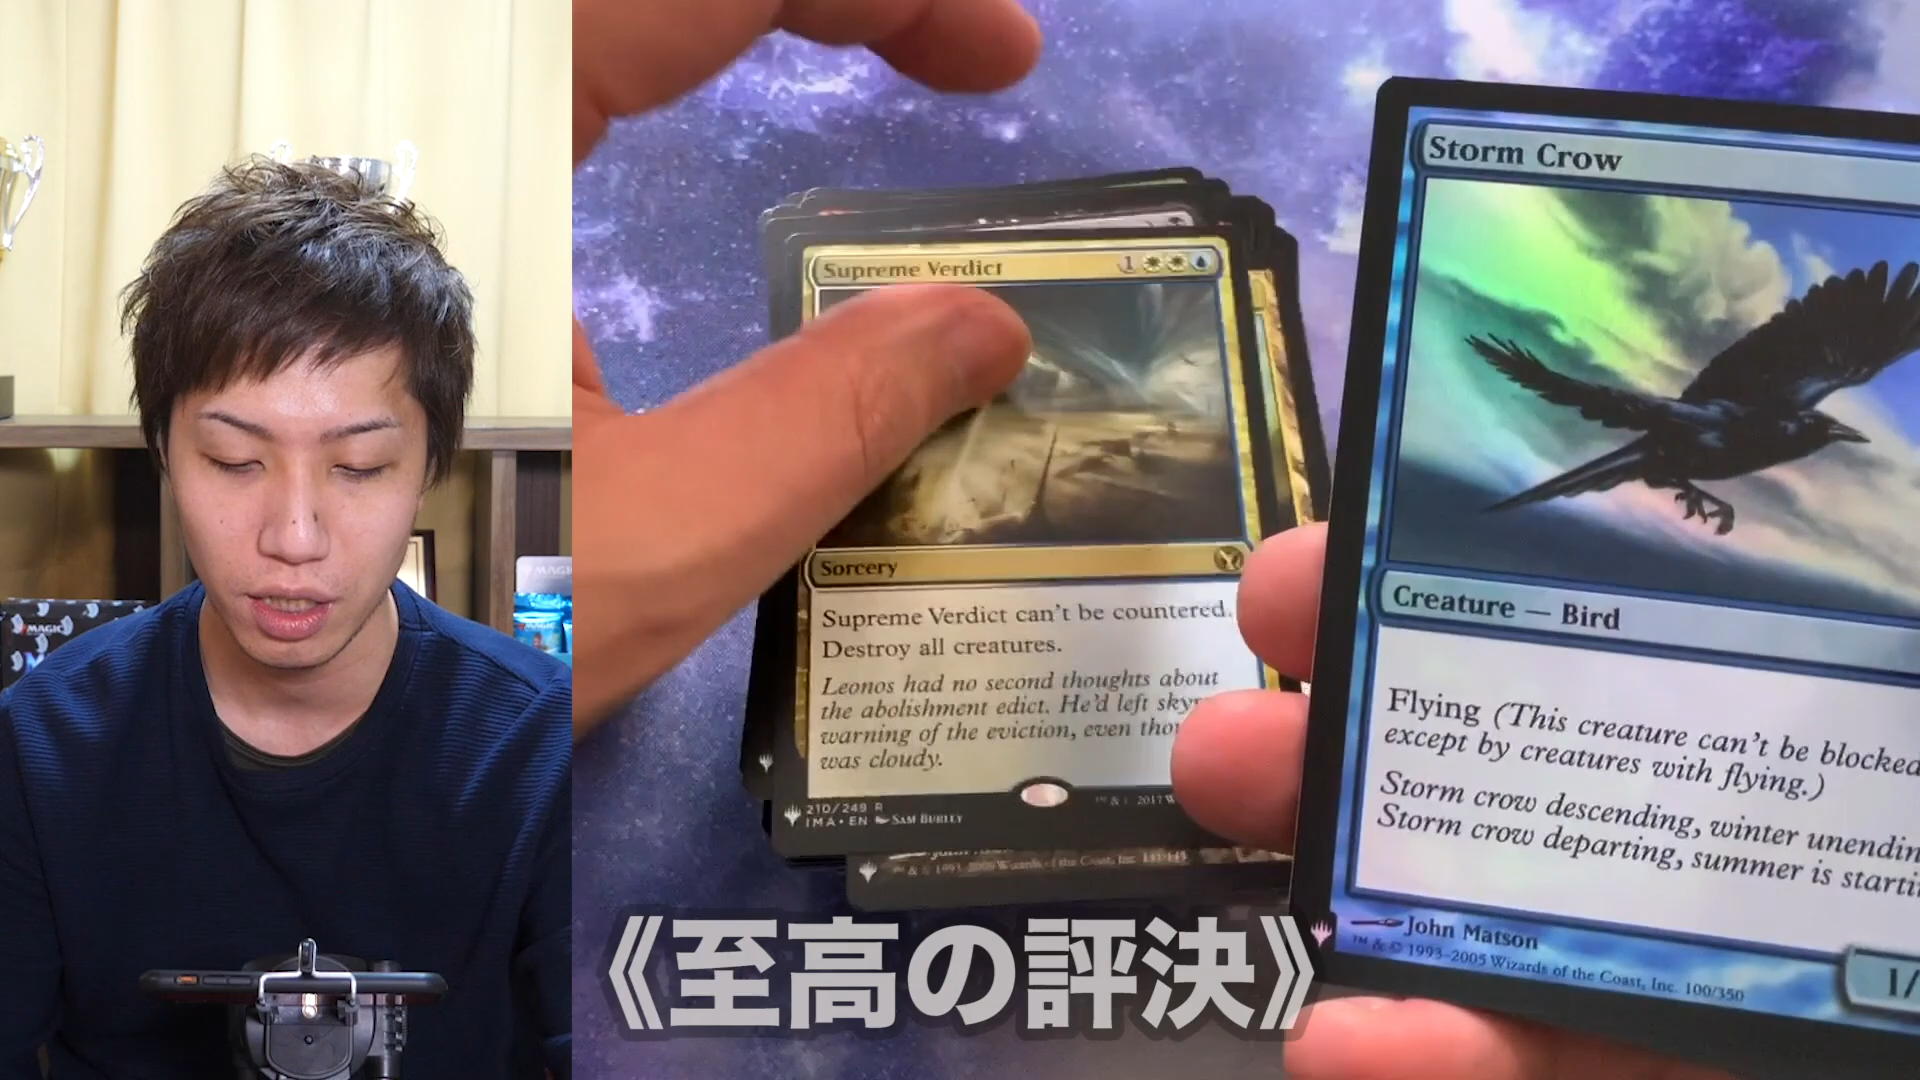 Storm Crow
Supreme Verdict
1
Creature — Bird
Sorcery
Supreme Verdict can't be countered.
Destroy all creatures.
Leonos had no second thoughts about
the abolishment edict. He'd left
warning of the eviction, even
was cloudy.
210/249 R
IMA • EN SAM BURLEY
™ & © 2017
Flying (This creature can't be blocked
except by creatures with flying.)
Storm crow descending, winter
Storm crow departing, summer is
John Matson
™ & © 1993-2005 Wizards of the Coast, Inc. 100/350
1/
MAGIC
《至高の評決》